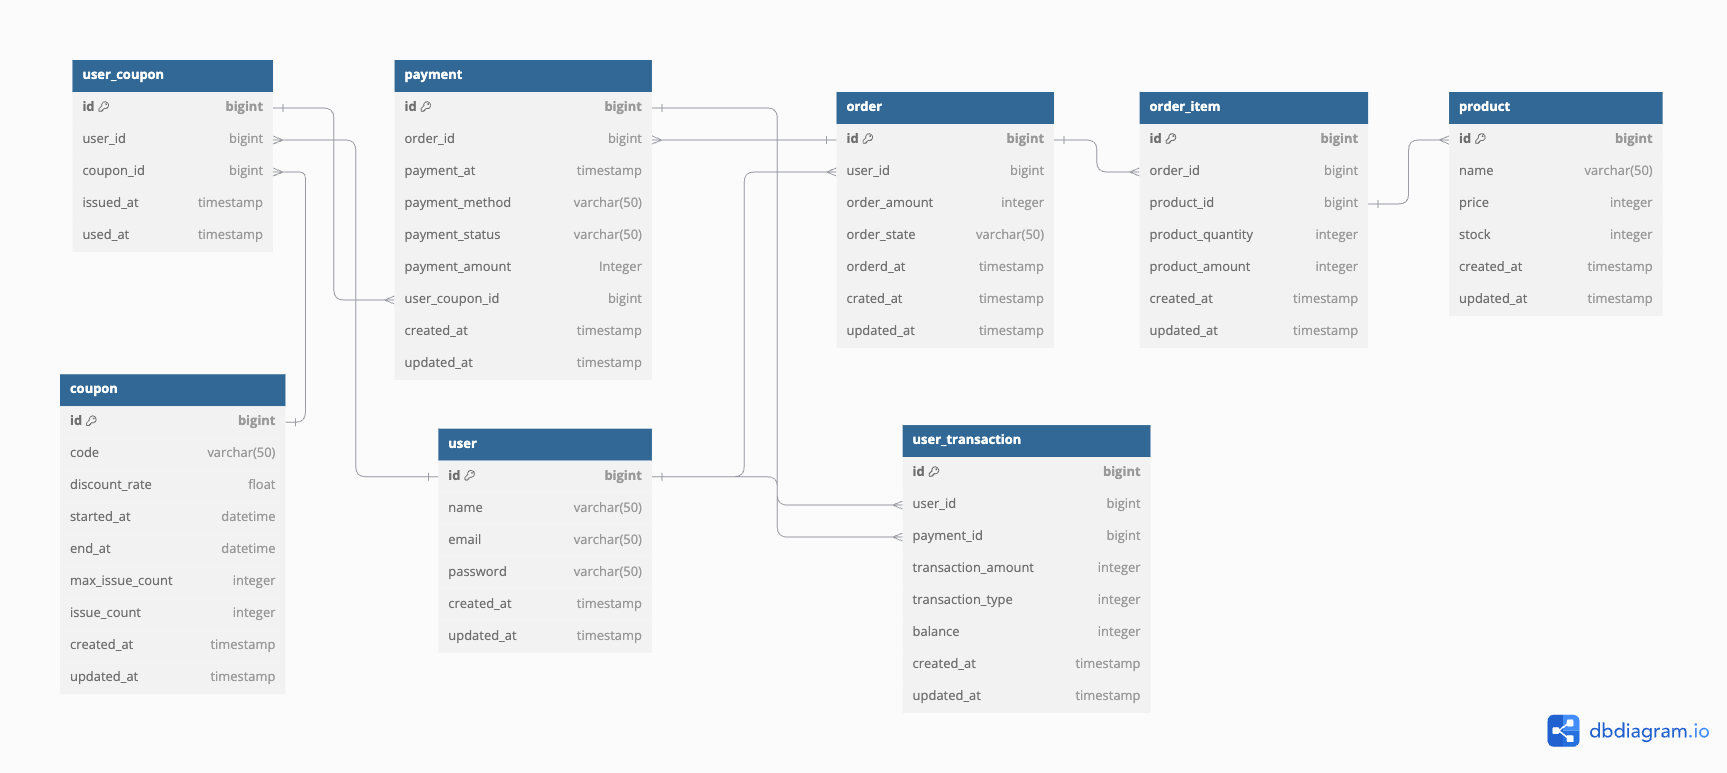 user_coupon
id bigint
user_id bigint
coupon_id bigint
issued_at timestamp
used_at timestamp
payment
id bigint
order_id bigint
payment_at timestamp
payment_method varchar(50)
payment_status varchar(50)
payment_amount Integer
user_coupon_id bigint
created_at timestamp
updated_at timestamp
order
id bigint
user_id bigint
order_amount integer
order_state varchar(50)
orderd_at timestamp
crated_at timestamp
updated_at timestamp
order_item
id bigint
order_id bigint
product_id bigint
product_quantity integer
product_amount integer
created_at timestamp
updated_at timestamp
product
id bigint
name varchar(50)
price integer
stock integer
created_at timestamp
updated_at timestamp
coupon
id bigint
code varchar(50)
discount_rate float
started_at datetime
end_at datetime
max_issue_count integer
issue_count integer
created_at timestamp
updated_at timestamp
user
id bigint
name varchar(50)
email varchar(50)
password varchar(50)
created_at timestamp
updated_at timestamp
user_transaction
id bigint
user_id bigint
payment_id bigint
transaction_amount integer
transaction_type integer
balance integer
created_at timestamp
updated_at timestamp
dbdiagram.io